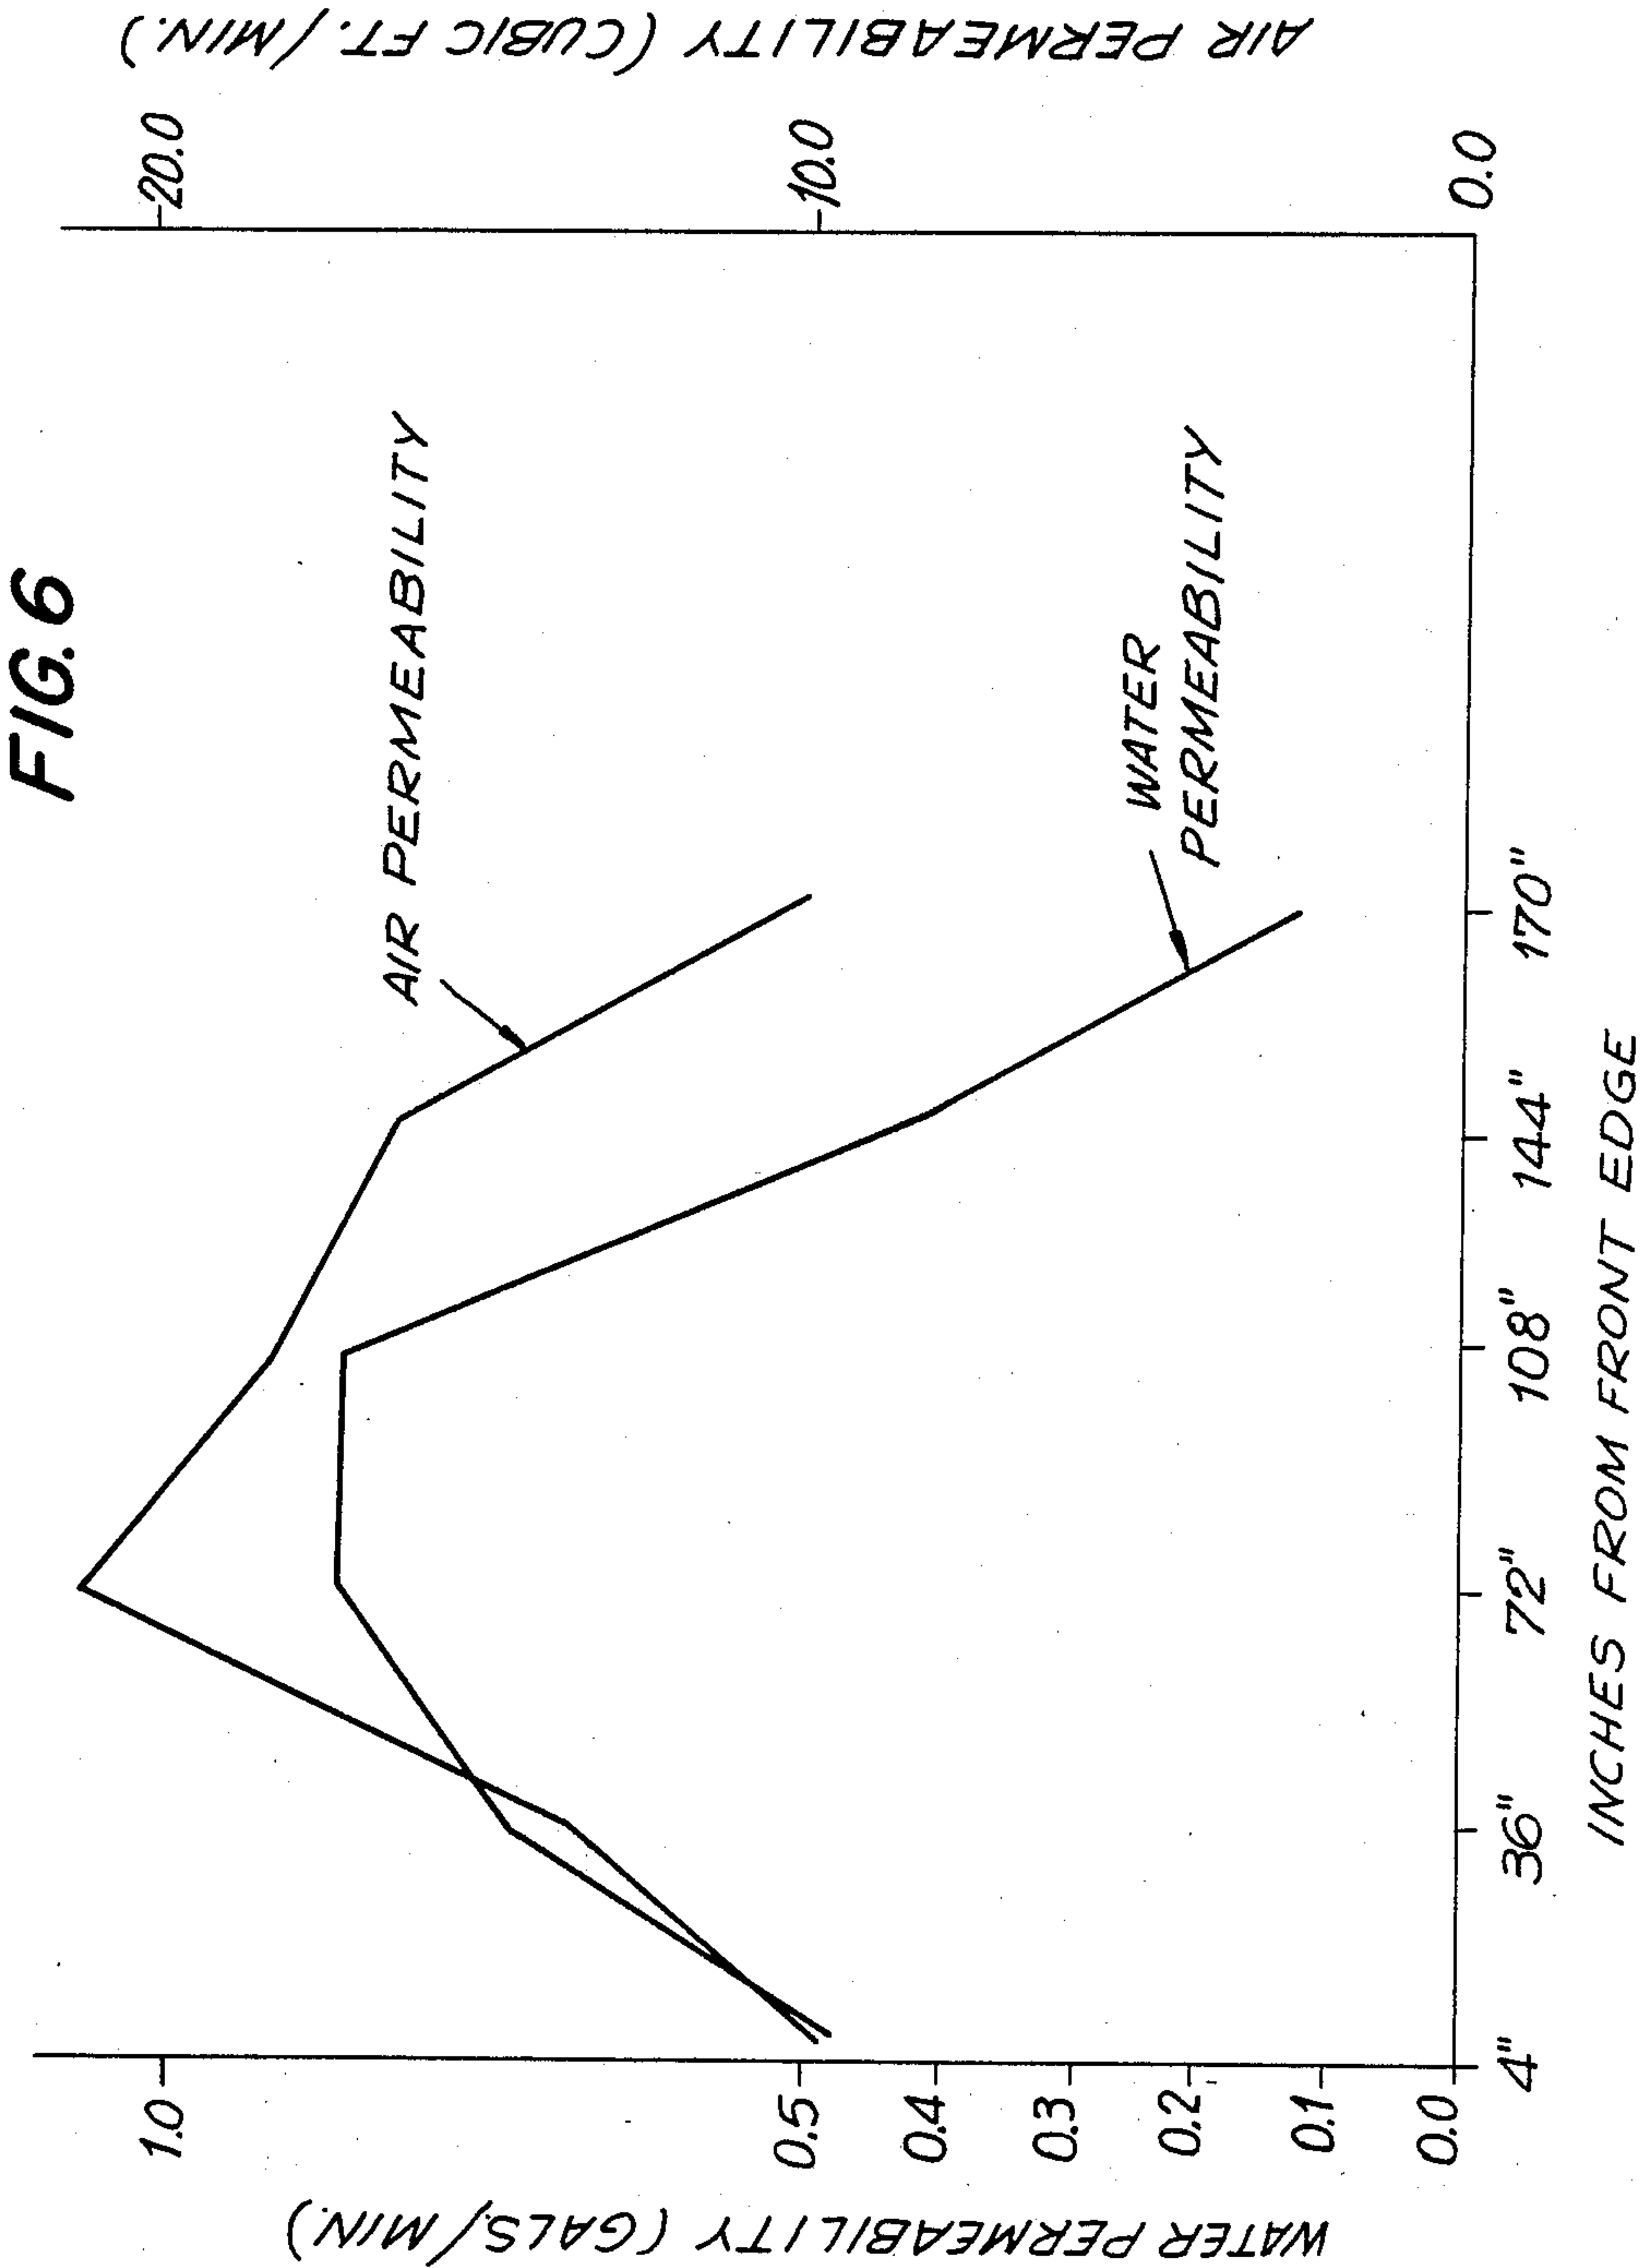 FIG. 6
WATER PERMEABILITY (GALS./MIN.)
1.0
0.5
0.4
0.3
0.2
0.1
0.0
AIR PERMEABILITY
WATER
PERMEABILITY
AIR PERMEABILITY (CUBIC FT./MIN.)
20.0
10.0
0.0
4" 36" 72" 108" 144" 170"
INCHES FROM FRONT EDGE